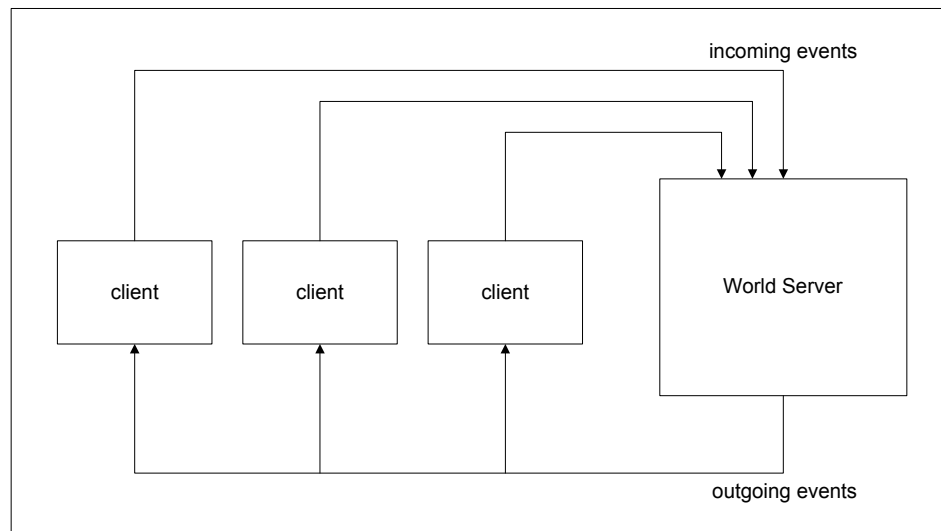 incoming events
client
client
client
World Server
outgoing events